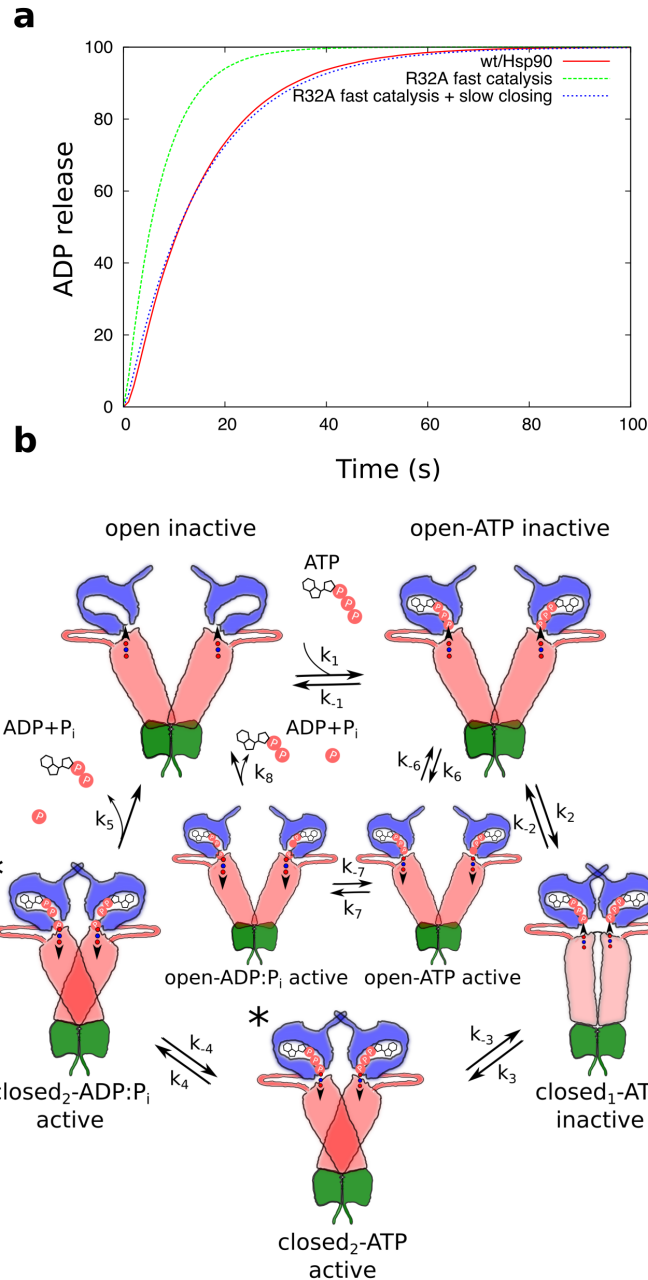 a
100
80
60
40
20
0
ADP release
wt/Hsp90
R32A fast catalysis
R32A fast catalysis + slow closing
0 20 40 60 80 100
Time (s)
b
open inactive
open-ATP inactive
ATP
P
P
P
k1
k-1
ADP+Pi
ADP+Pi
P
P
P
P
P
P
k5
k8
k-6
k6
k-2
k2
k-7
k7
open-ADP:Pi active
open-ATP active
*
k-4
k4
k-3
k3
closed2-ADP:Pi
active
closed1-AT
inactive
closed2-ATP
active